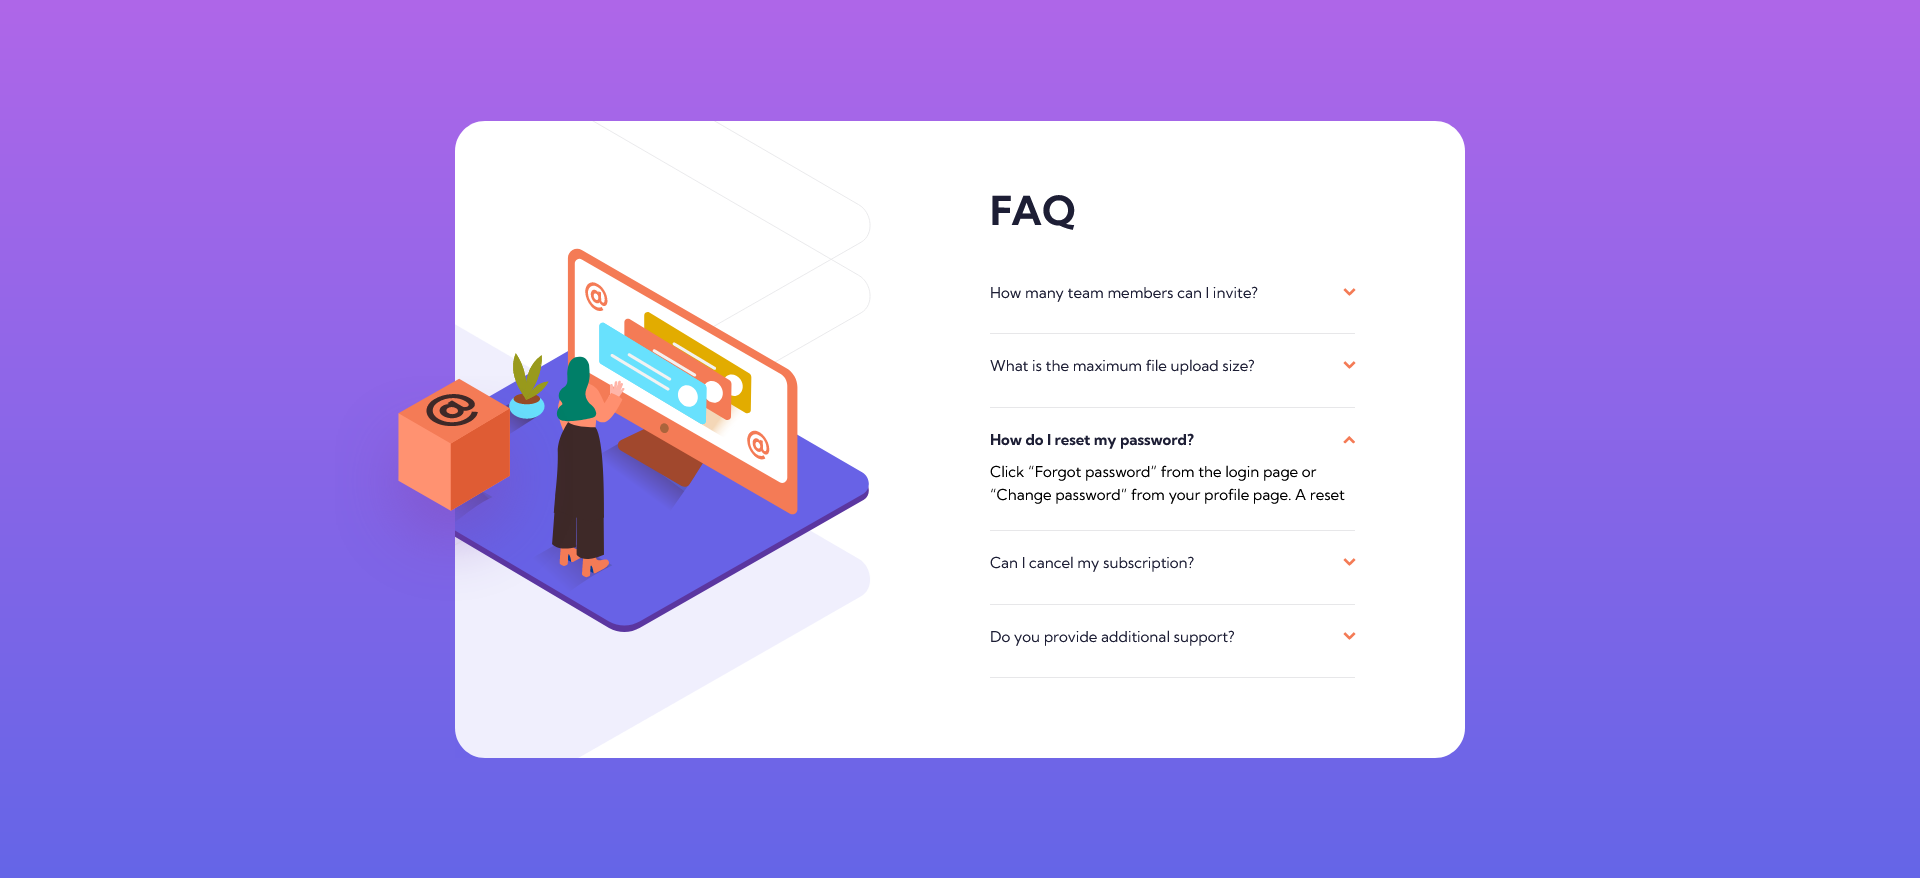 FAQ
How many team members can I invite?
What is the maximum file upload size?
How do I reset my password?
Click “Forgot password” from the login page or
“Change password” from your profile page. A reset
Can I cancel my subscription?
Do you provide additional support?
@
@
@